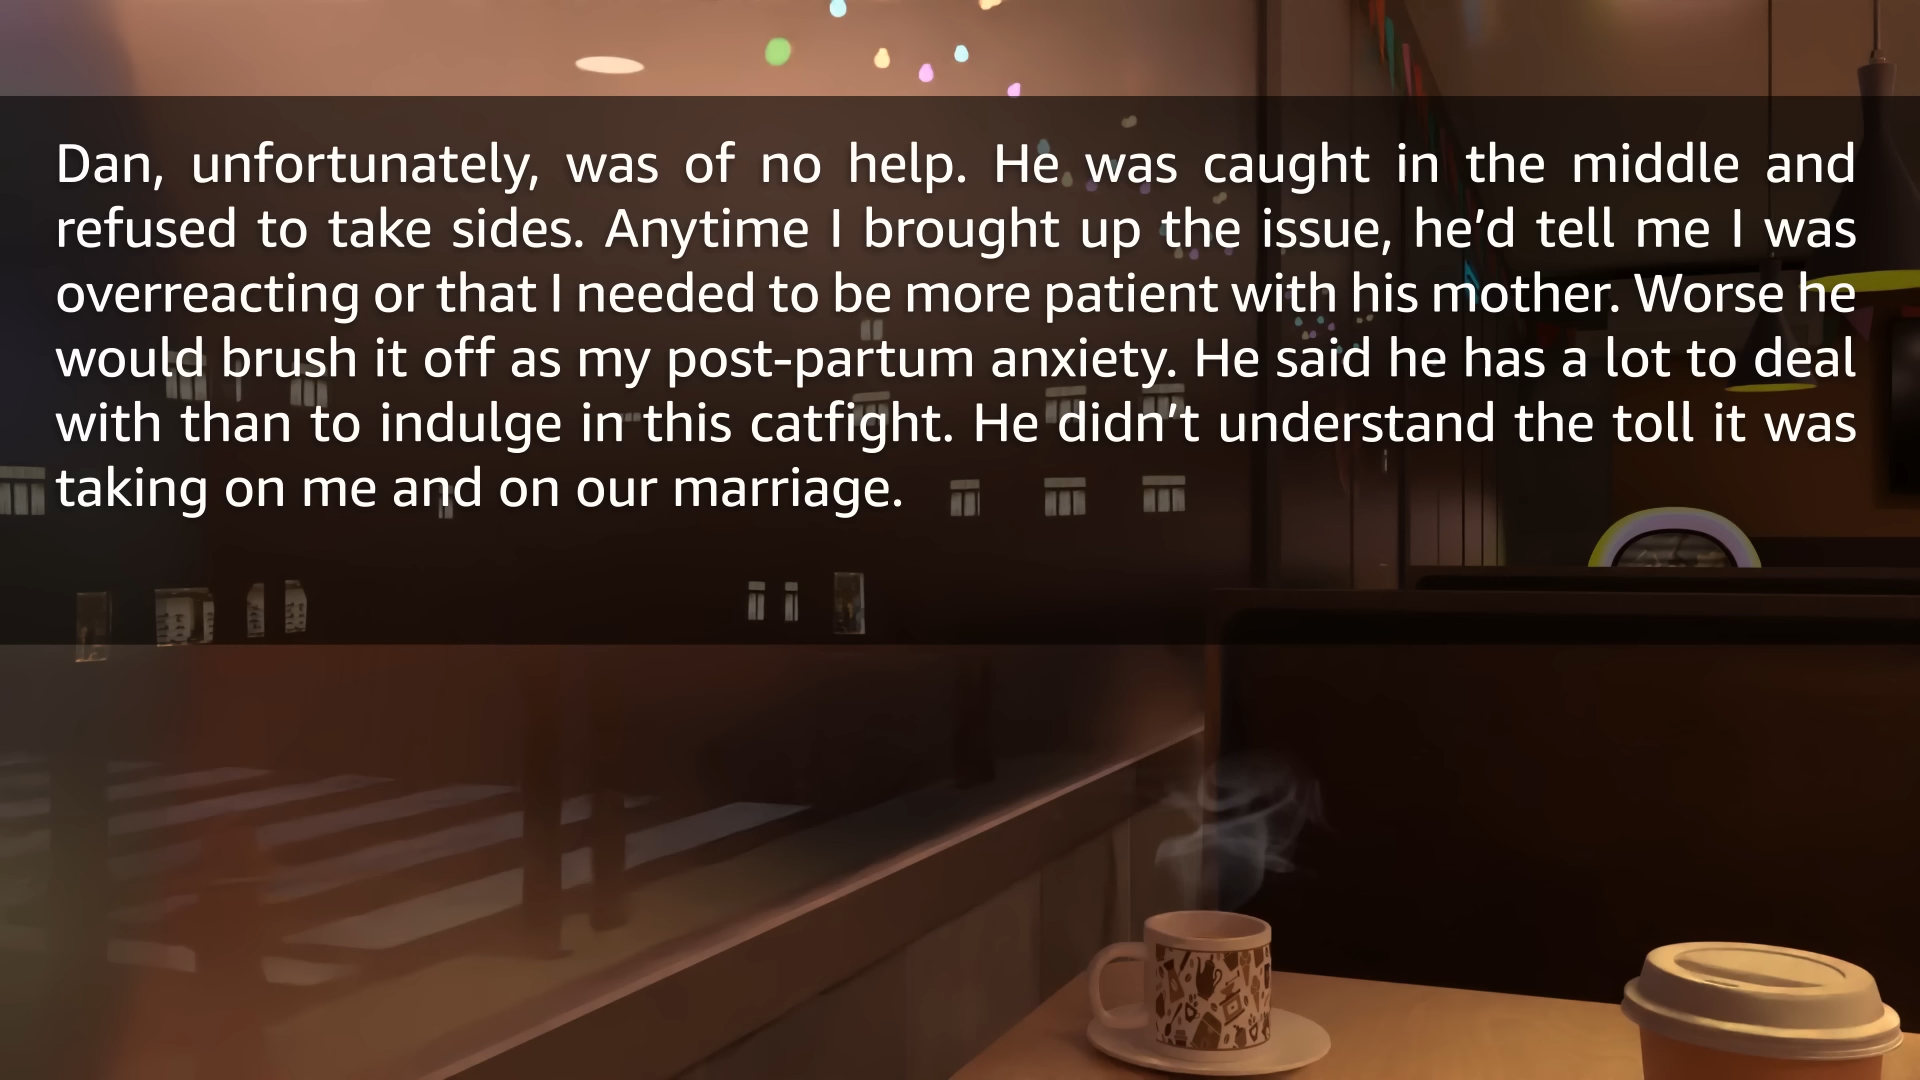 Dan, unfortunately, was of no help. He was caught in the middle and
refused to take sides. Anytime I brought up the issue, he’d tell me I was
overreacting or that I needed to be more patient with his mother. Worse he
would brush it off as my post-partum anxiety. He said he has a lot to deal
with than to indulge in this catfight. He didn’t understand the toll it was
taking on me and on our marriage.